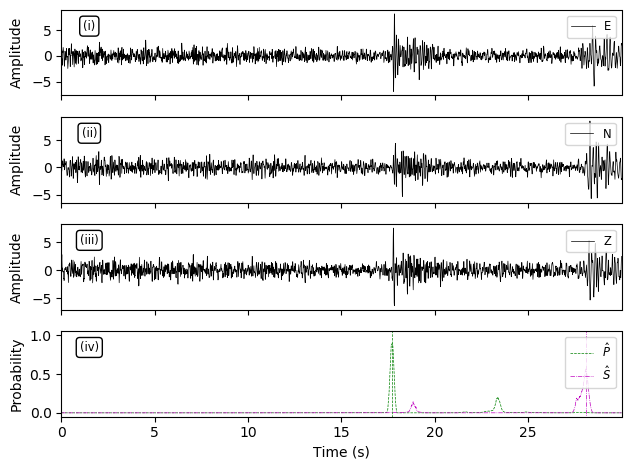 (i)
E
Amplitude
5
0
−5
(ii)
N
Amplitude
5
0
−5
(iii)
Z
Amplitude
5
0
−5
(iv)
P̂
Ŝ
Probability
1.0
0.5
0.0
0 5 10 15 20 25
Time (s)